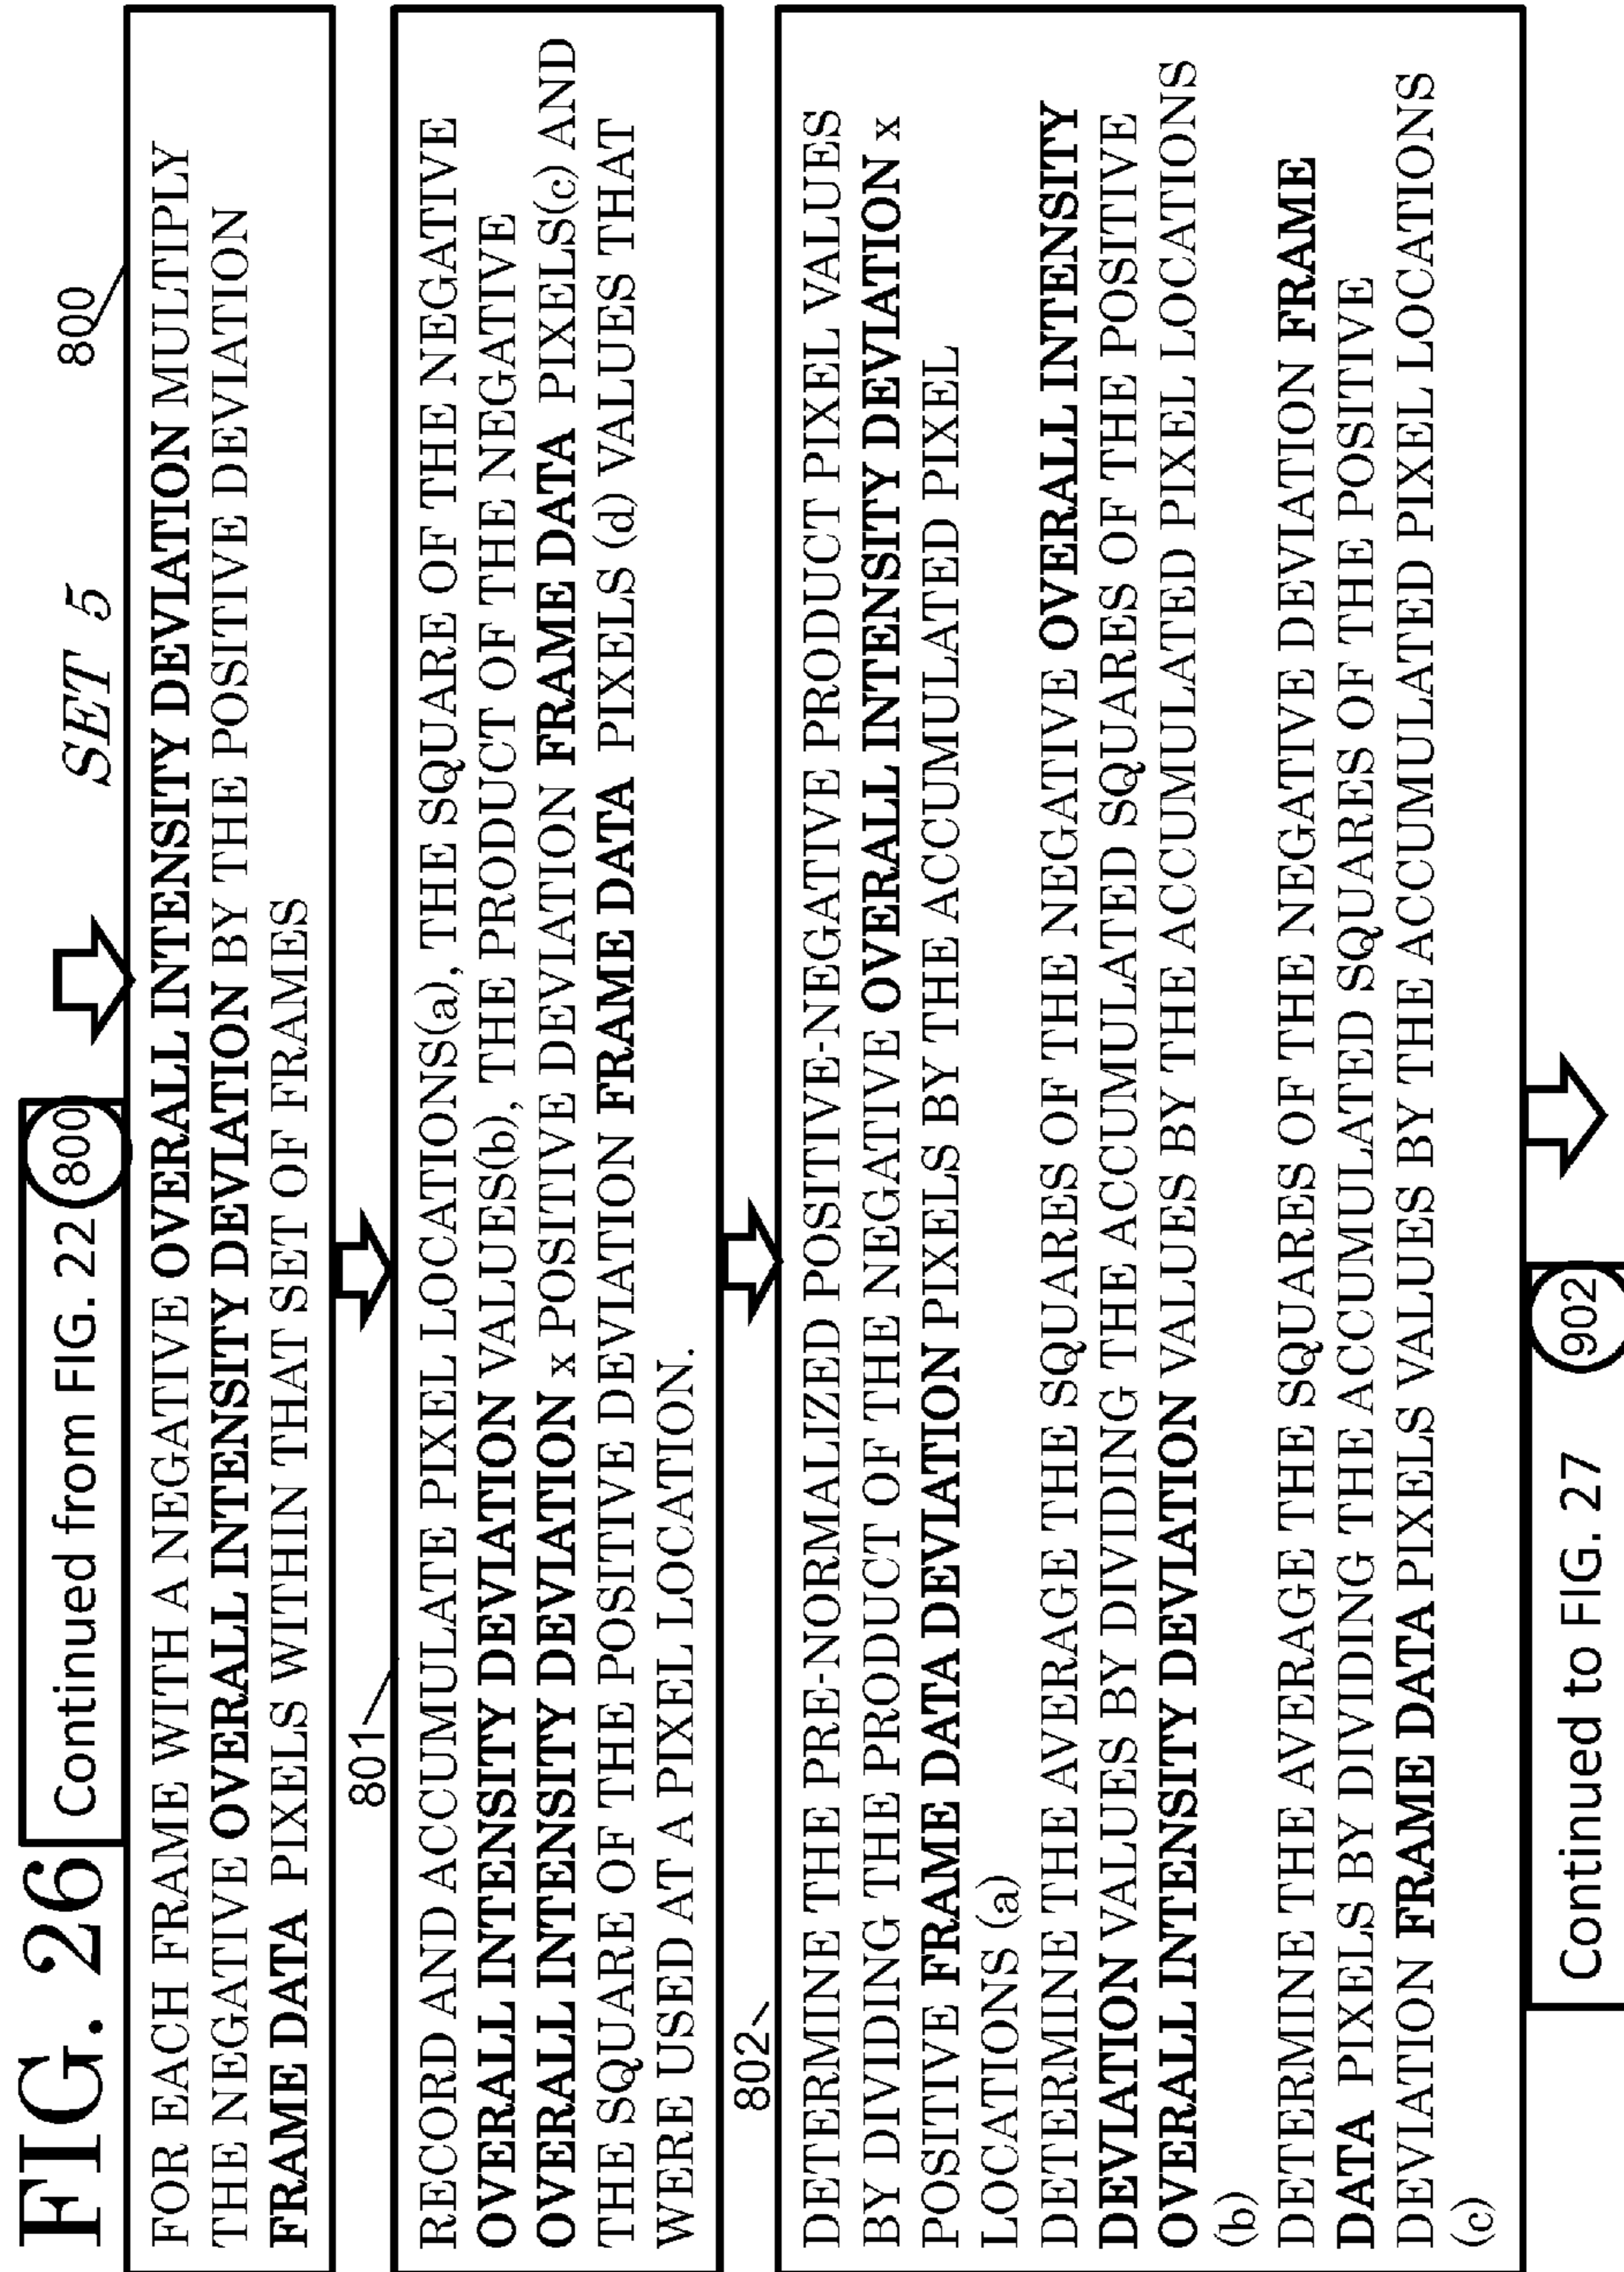 FIG. 26
Continued from FIG. 22 800
SET 5
800
FOR EACH FRAME WITH A NEGATIVE OVERALL INTENSITY DEVIATION MULTIPLY
THE NEGATIVE OVERALL INTENSITY DEVIATION BY THE POSITIVE DEVIATION
FRAME DATA PIXELS WITHIN THAT SET OF FRAMES
801
RECORD AND ACCUMULATE PIXEL LOCATIONS(a), THE SQUARE OF THE NEGATIVE
OVERALL INTENSITY DEVIATION VALUES(b), THE PRODUCT OF THE NEGATIVE
OVERALL INTENSITY DEVIATION x POSITIVE DEVIATION FRAME DATA PIXELS(c) AND
THE SQUARE OF THE POSITIVE DEVIATION FRAME DATA PIXELS (d) VALUES THAT
WERE USED AT A PIXEL LOCATION.
802
DETERMINE THE PRE-NORMALIZED POSITIVE-NEGATIVE PRODUCT PIXEL VALUES
BY DIVIDING THE PRODUCT OF THE NEGATIVE OVERALL INTENSITY DEVIATION x
POSITIVE FRAME DATA DEVIATION PIXELS BY THE ACCUMULATED PIXEL
LOCATIONS (a)
DETERMINE THE AVERAGE THE SQUARES OF THE NEGATIVE OVERALL INTENSITY
DEVIATION VALUES BY DIVIDING THE ACCUMULATED SQUARES OF THE POSITIVE
OVERALL INTENSITY DEVIATION VALUES BY THE ACCUMULATED PIXEL LOCATIONS
(b)
DETERMINE THE AVERAGE THE SQUARES OF THE NEGATIVE DEVIATION FRAME
DATA PIXELS BY DIVIDING THE ACCUMULATED SQUARES OF THE POSITIVE
DEVIATION FRAME DATA PIXELS VALUES BY THE ACCUMULATED PIXEL LOCATIONS
(c)
Continued to FIG. 27 902